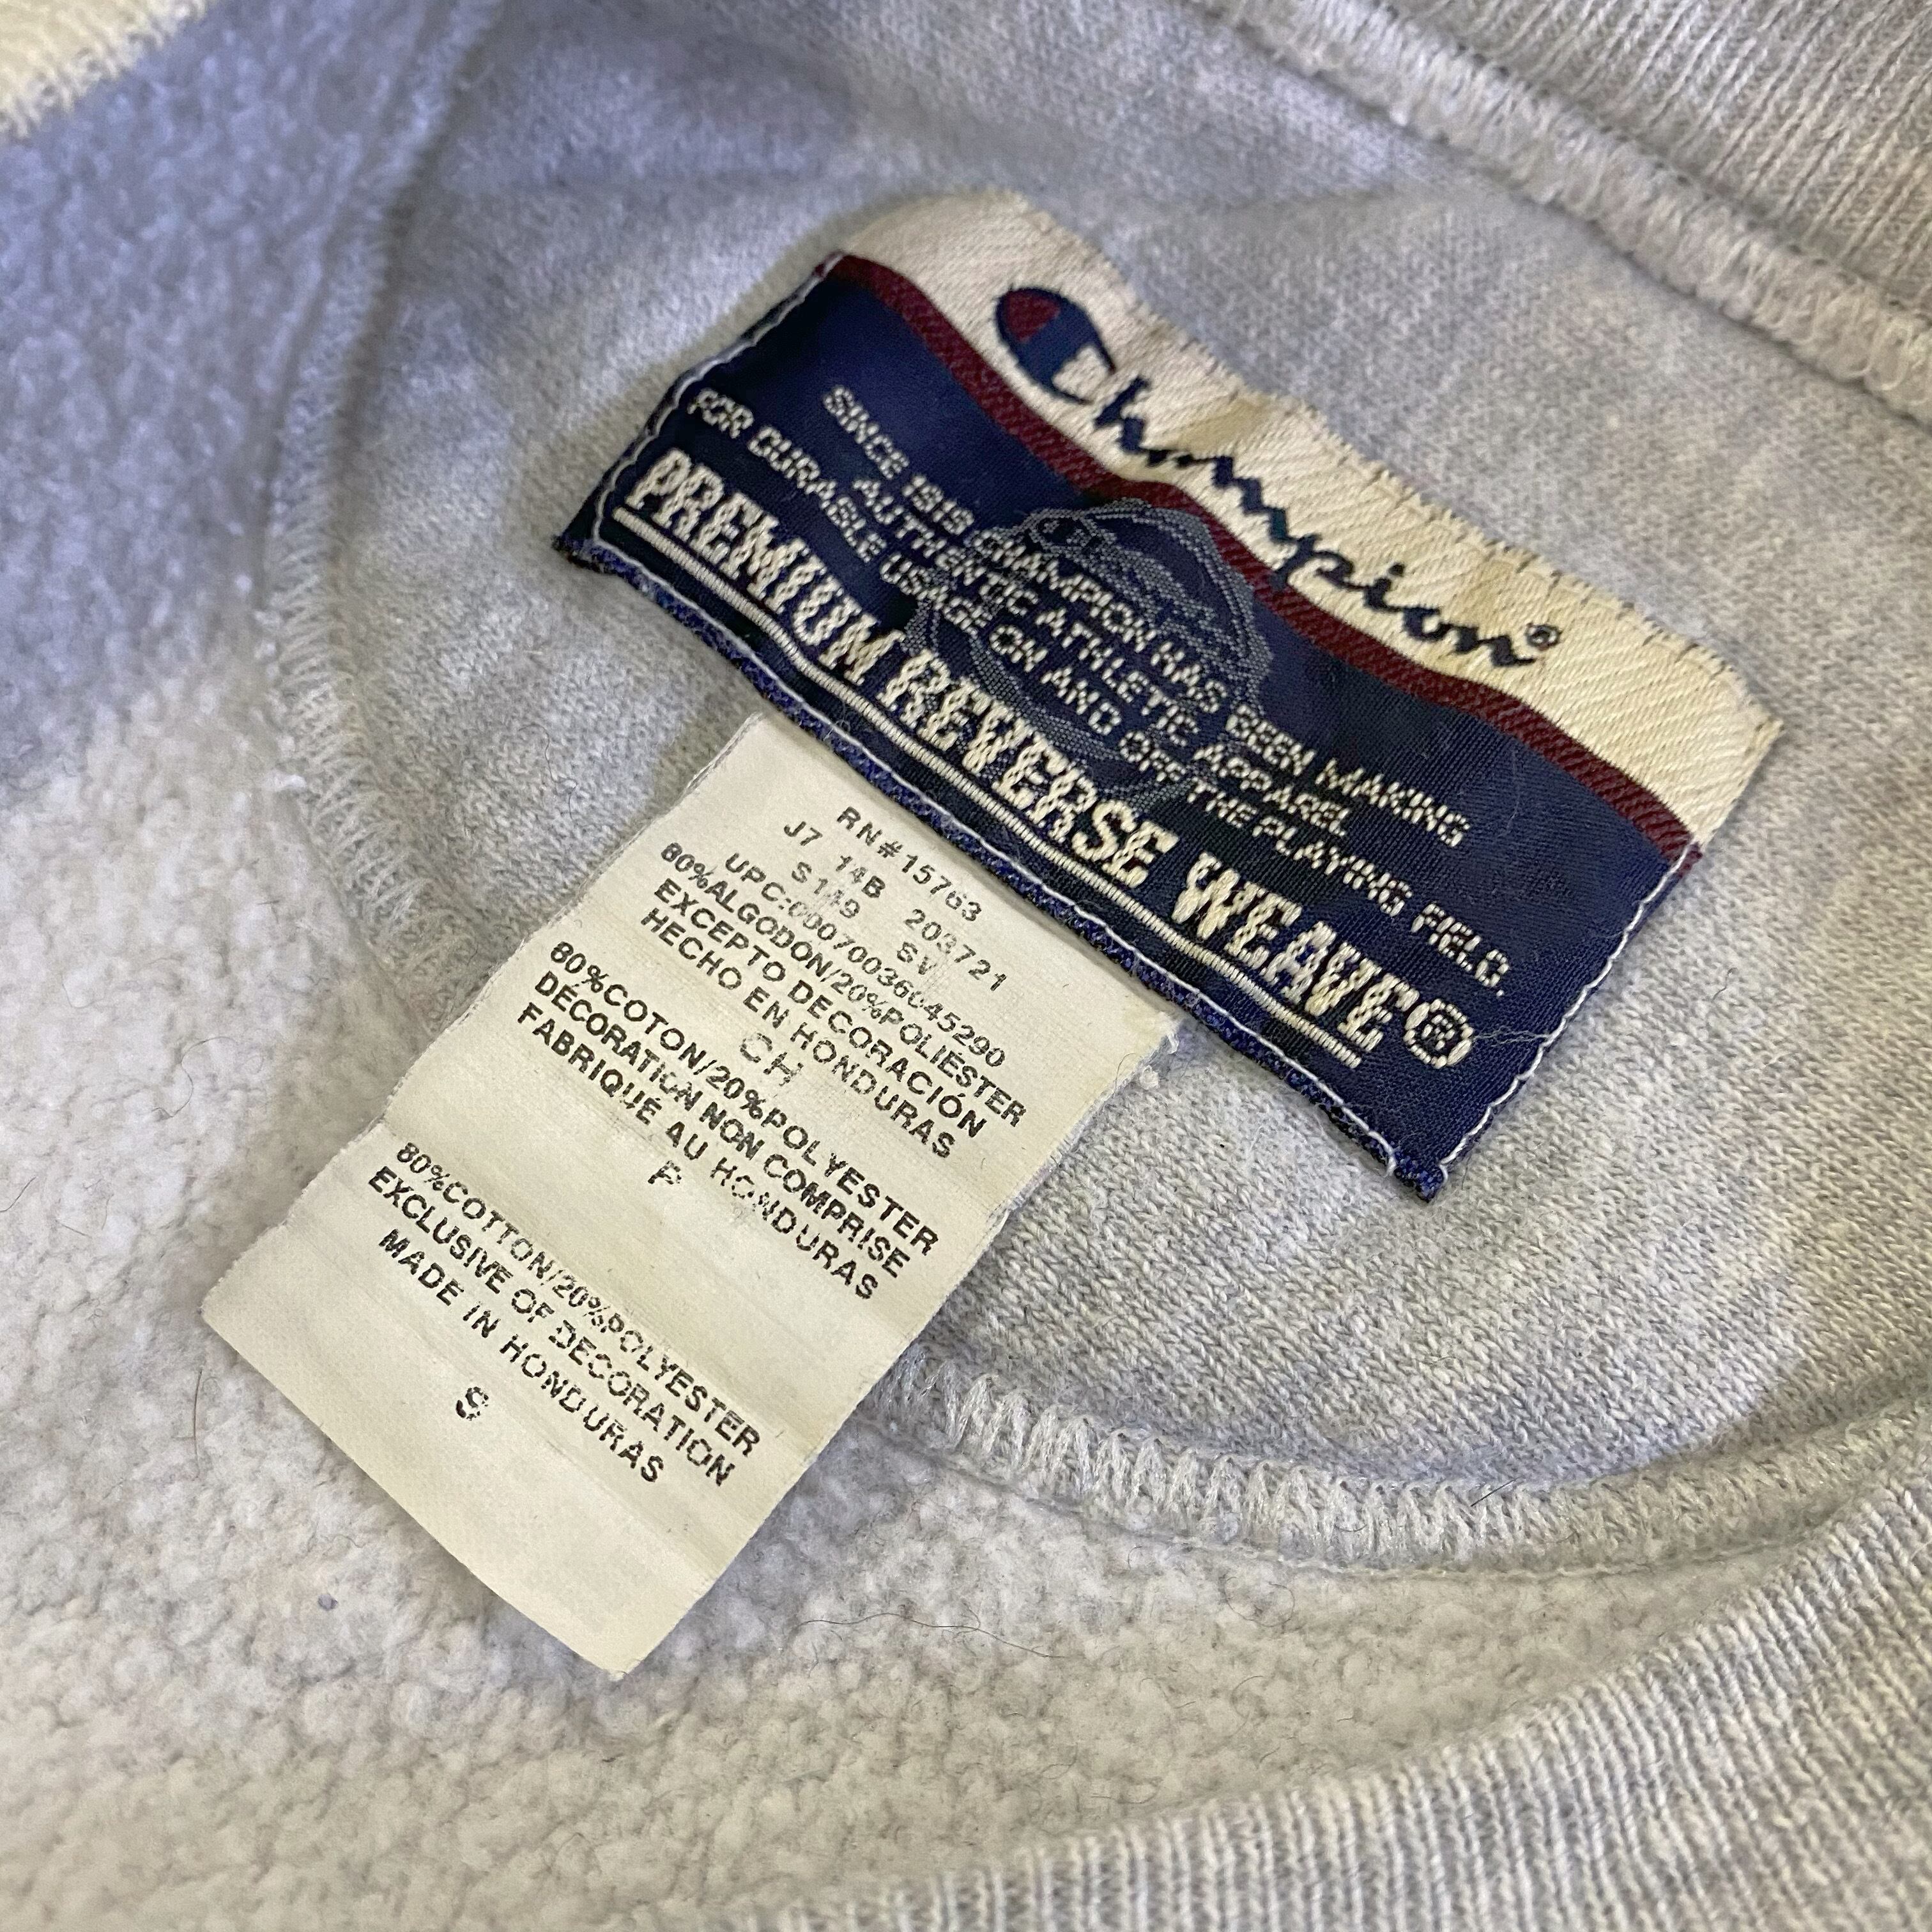 Champion®
SINCE 1919 CHAMPION HAS BEEN MAKING
AUTHENTIC ATHLETIC APPAREL
FOR DURABLE USAGE ON AND OFF THE PLAYING FIELD.
PREMIUM REVERSE WEAVE®
RN#15763
J7 14B 203721
S149 SV
UPC:00070036045290
80%ALGODON/20%POLIÉSTER
EXCEPTO DECORACIÓN
HECHO EN HONDURAS
CH
80%COTON/20%POLYESTER
DÉCORATION NON COMPRISE
FABRIQUÉ AU HONDURAS
P
80%COTTON/20%POLYESTER
EXCLUSIVE OF DECORATION
MADE IN HONDURAS
S